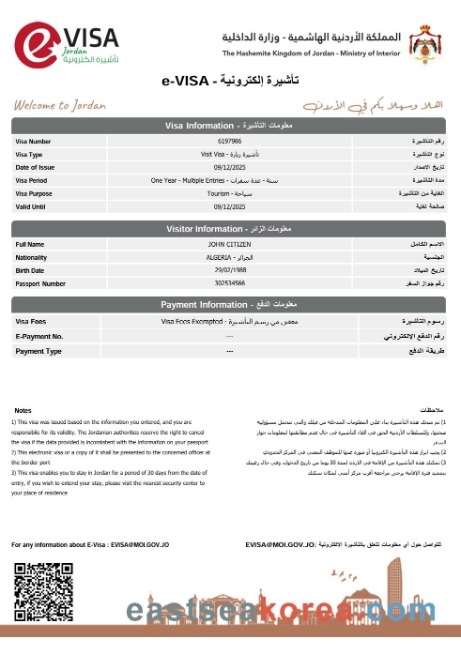 e VISA
Jordan
تأشيرة إلكترونية
المملكة الأردنية الهاشمية - وزارة الداخلية
The Hashemite Kingdom of Jordan - Ministry of Interior
e-VISA - تأشيرة إلكترونية
Welcome to Jordan
اهلا وسهلا بكم في الأردن
Visa Information - معلومات التأشيرة
Visa Number 6197986 رقم التأشيرة
Visa Type Visit Visa - تأشيرة زيارة نوع التأشيرة
Date of Issue 09/12/2025 تاريخ الاصدار
Visa Period One Year - Multiple Entries - سنة - عدة سفرات مدة التأشيرة
Visa Purpose Tourism - سياحة الغاية من التأشيرة
Valid Until 09/12/2025 صالحة لغاية
Visitor Information - معلومات الزائر
Full Name JOHN CITIZEN الاسم الكامل
Nationality ALGERIA - الجزائر الجنسية
Birth Date 29/02/1988 تاريخ الميلاد
Passport Number 302534566 رقم جواز السفر
Payment Information - معلومات الدفع
Visa Fees Visa Fees Exempted - معفى من رسوم التأشيرة رسوم التأشيرة
E-Payment No. --- رقم الدفع الإلكتروني
Payment Type --- طريقة الدفع
Notes
1) This visa was issued based on the information you entered, and you are
responsible for its validity. The Jordanian authorities reserve the right to cancel
the visa if the data provided is inconsistent with the information on your passport
2) This electronic visa or a copy of it shall be presented to the concerned officer at
the border port
3) This visa enables you to stay in Jordan for a period of 30 days from the date of
entry, if you wish to extend your stay, please visit the nearest security center to
your place of residence
ملاحظات
1) تم منحك هذه التأشيرة بناء على المعلومات المدخلة من قبلك والتي تتحمل مسؤولية
صحتها، وللسلطات الأردنية الحق في الغاء التأشيرة في حال عدم مطابقتها لمعلومات جواز
السفر
2) يجب ابراز هذه التأشيرة الكترونيا أو صورة عنها للموظف المعني في المركز الحدودي
3) تمكنك هذه التأشيرة من الإقامة في الاردن لمدة 30 يوما من تاريخ الدخول، وفي حال رغبتك
بتمديد فترة الإقامة يرجى مراجعة أقرب مركز أمني لمكان سكنك
For any information about E-Visa : EVISA@MOI.GOV.JO
للتواصل حول أي معلومات تتعلق بالتأشيرة الإلكترونية :EVISA@MOI.GOV.JO
eastseakorea.com